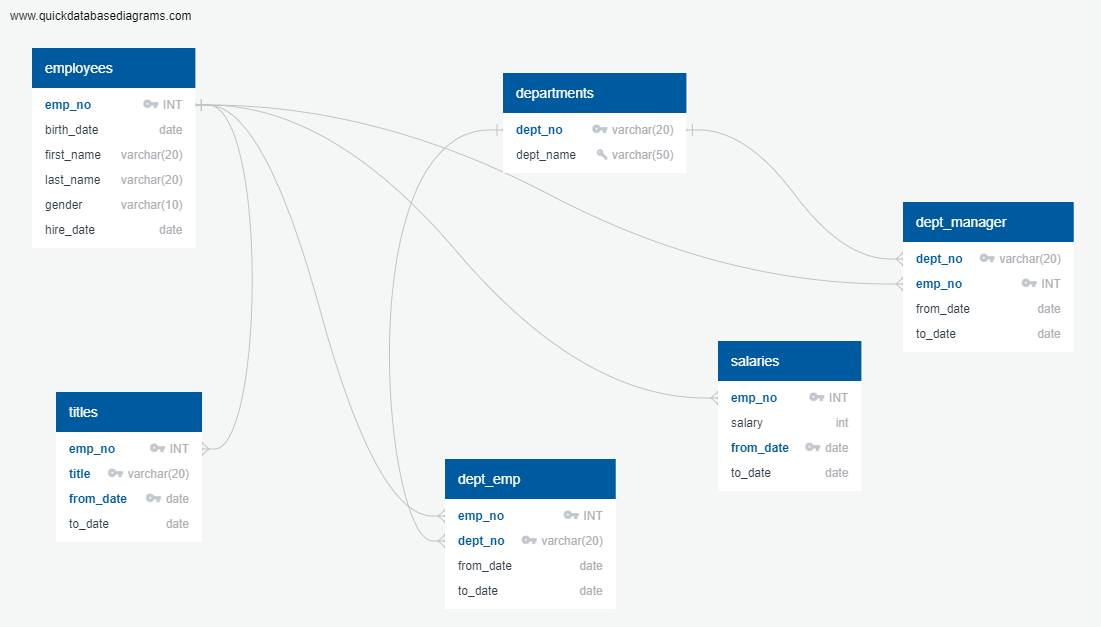 www.quickdatabasediagrams.com
employees
emp_no INT
birth_date date
first_name varchar(20)
last_name varchar(20)
gender varchar(10)
hire_date date
departments
dept_no varchar(20)
dept_name varchar(50)
dept_manager
dept_no varchar(20)
emp_no INT
from_date date
to_date date
salaries
emp_no INT
salary int
from_date date
to_date date
titles
emp_no INT
title varchar(20)
from_date date
to_date date
dept_emp
emp_no INT
dept_no varchar(20)
from_date date
to_date date